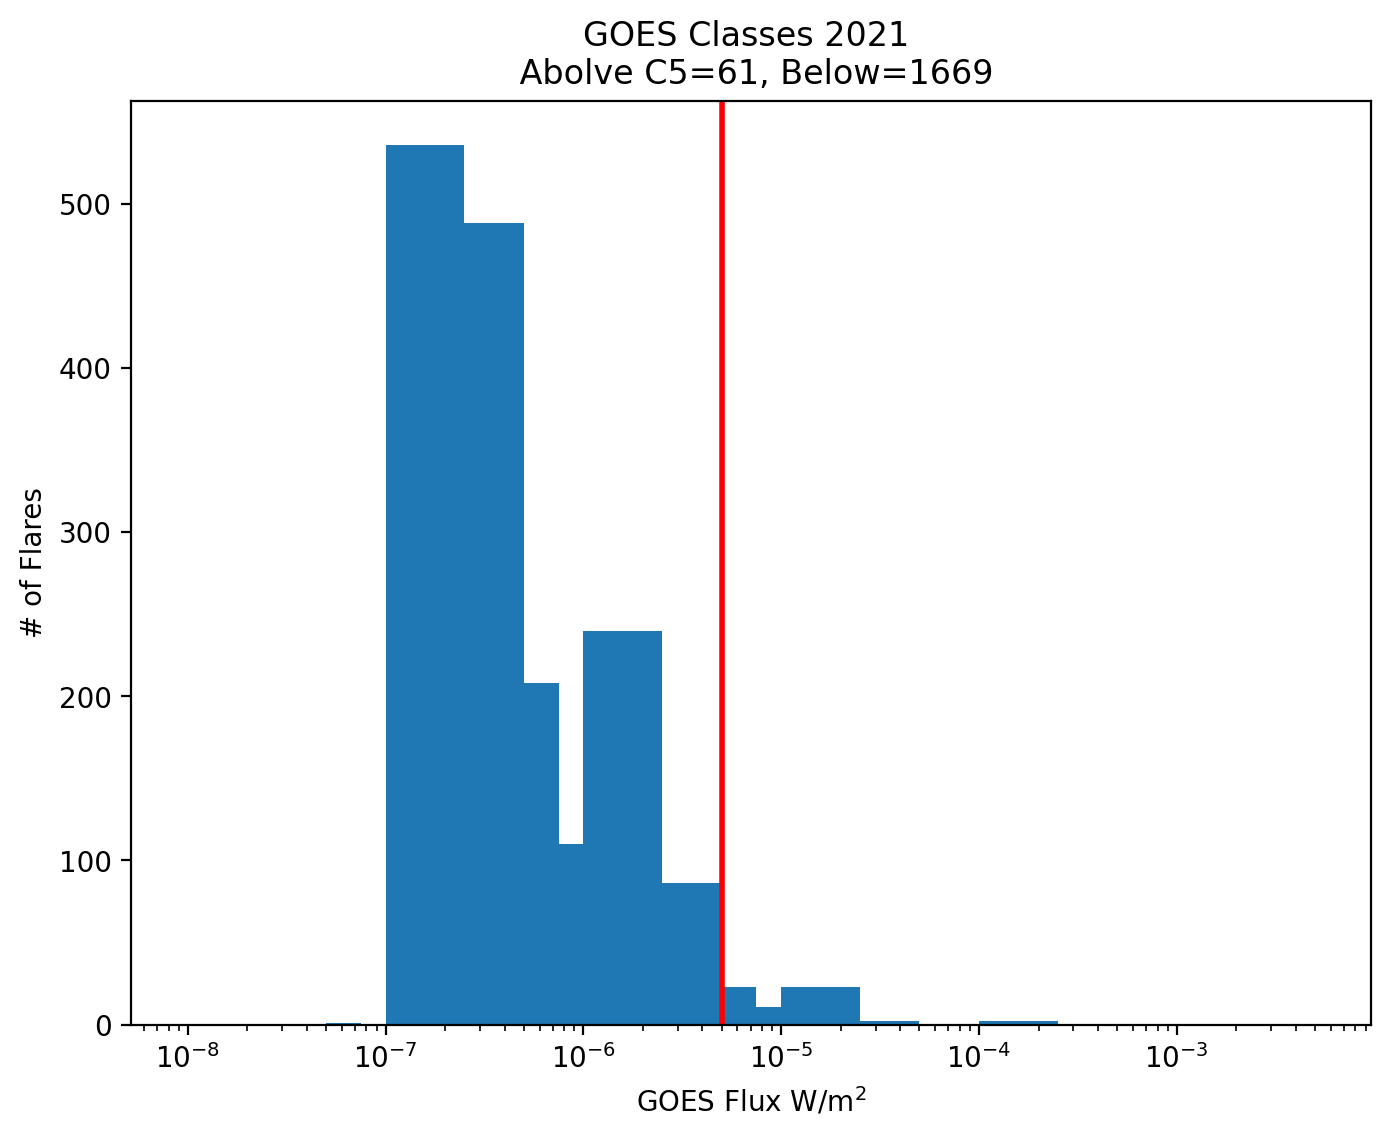 GOES Classes 2021
Abolve C5=61, Below=1669
# of Flares
500
400
300
200
100
0
10⁻⁸ 10⁻⁷ 10⁻⁶ 10⁻⁵ 10⁻⁴ 10⁻³
GOES Flux W/m²